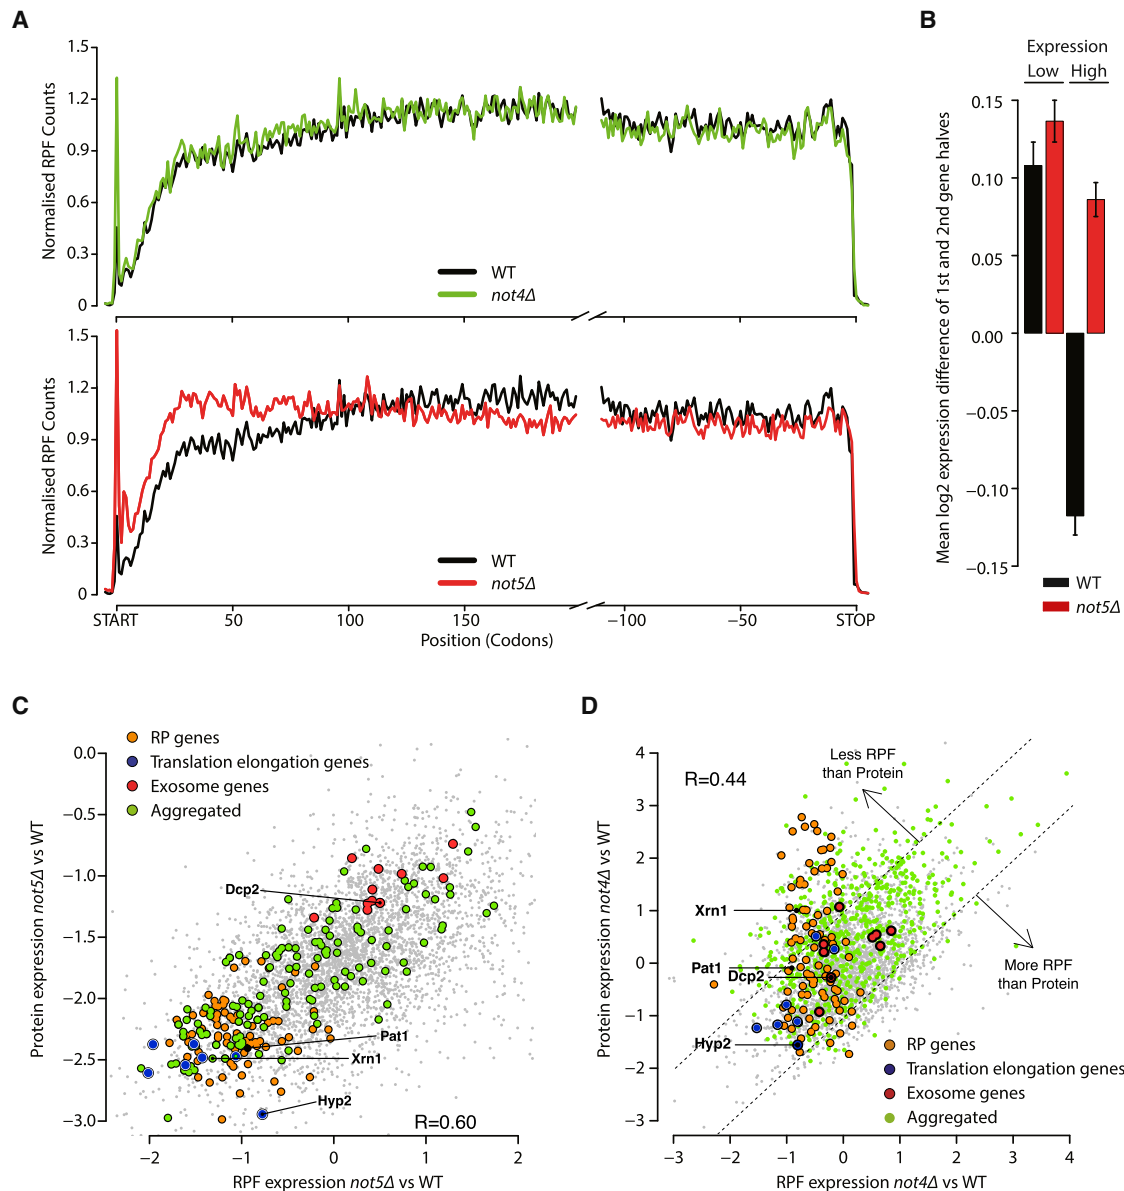 A
1.5
1.2
0.9
0.6
0.3
0
Normalised RPF Counts
WT
not4Δ
1.5
1.2
0.9
0.6
0.3
0
Normalised RPF Counts
WT
not5Δ
START
50
100
150
−100
−50
STOP
Position (Codons)
B
Expression
Low High
0.15
0.10
0.05
0.00
−0.05
−0.10
−0.15
Mean log2 expression difference of 1st and 2nd gene halves
WT
not5Δ
C
RP genes
Translation elongation genes
Exosome genes
Aggregated
0.0
−0.5
−1.0
−1.5
−2.0
−2.5
−3.0
Protein expression not5Δ vs WT
Dcp2
Pat1
Xrn1
Hyp2
R=0.60
−2
−1
0
1
2
RPF expression not5Δ vs WT
D
R=0.44
Less RPF
than Protein
4
3
2
1
0
−1
−2
−3
Protein expression not4Δ vs WT
Xrn1
Pat1
Dcp2
Hyp2
More RPF
than Protein
RP genes
Translation elongation genes
Exosome genes
Aggregated
−3
−2
−1
0
1
2
3
4
RPF expression not4Δ vs WT